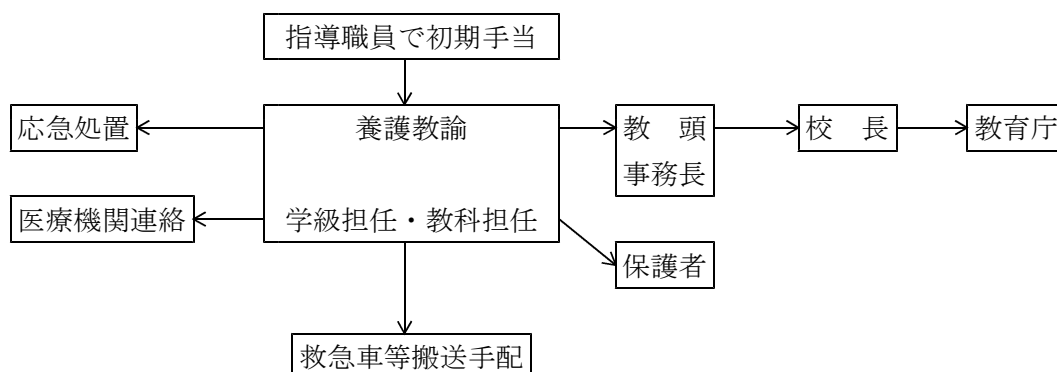 指導職員で初期手当
応急処置
養護教諭
教　頭
事務長
校　長
教育庁
医療機関連絡
学級担任・教科担任
保護者
救急車等搬送手配